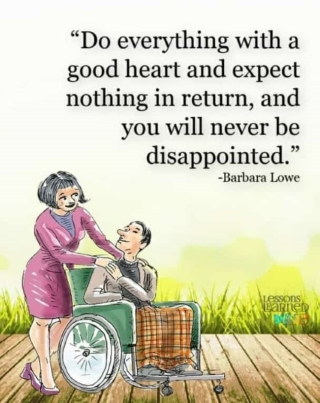 “Do everything with a
good heart and expect
nothing in return, and
you will never be
disappointed.”
-Barbara Lowe
Lessons
Learned